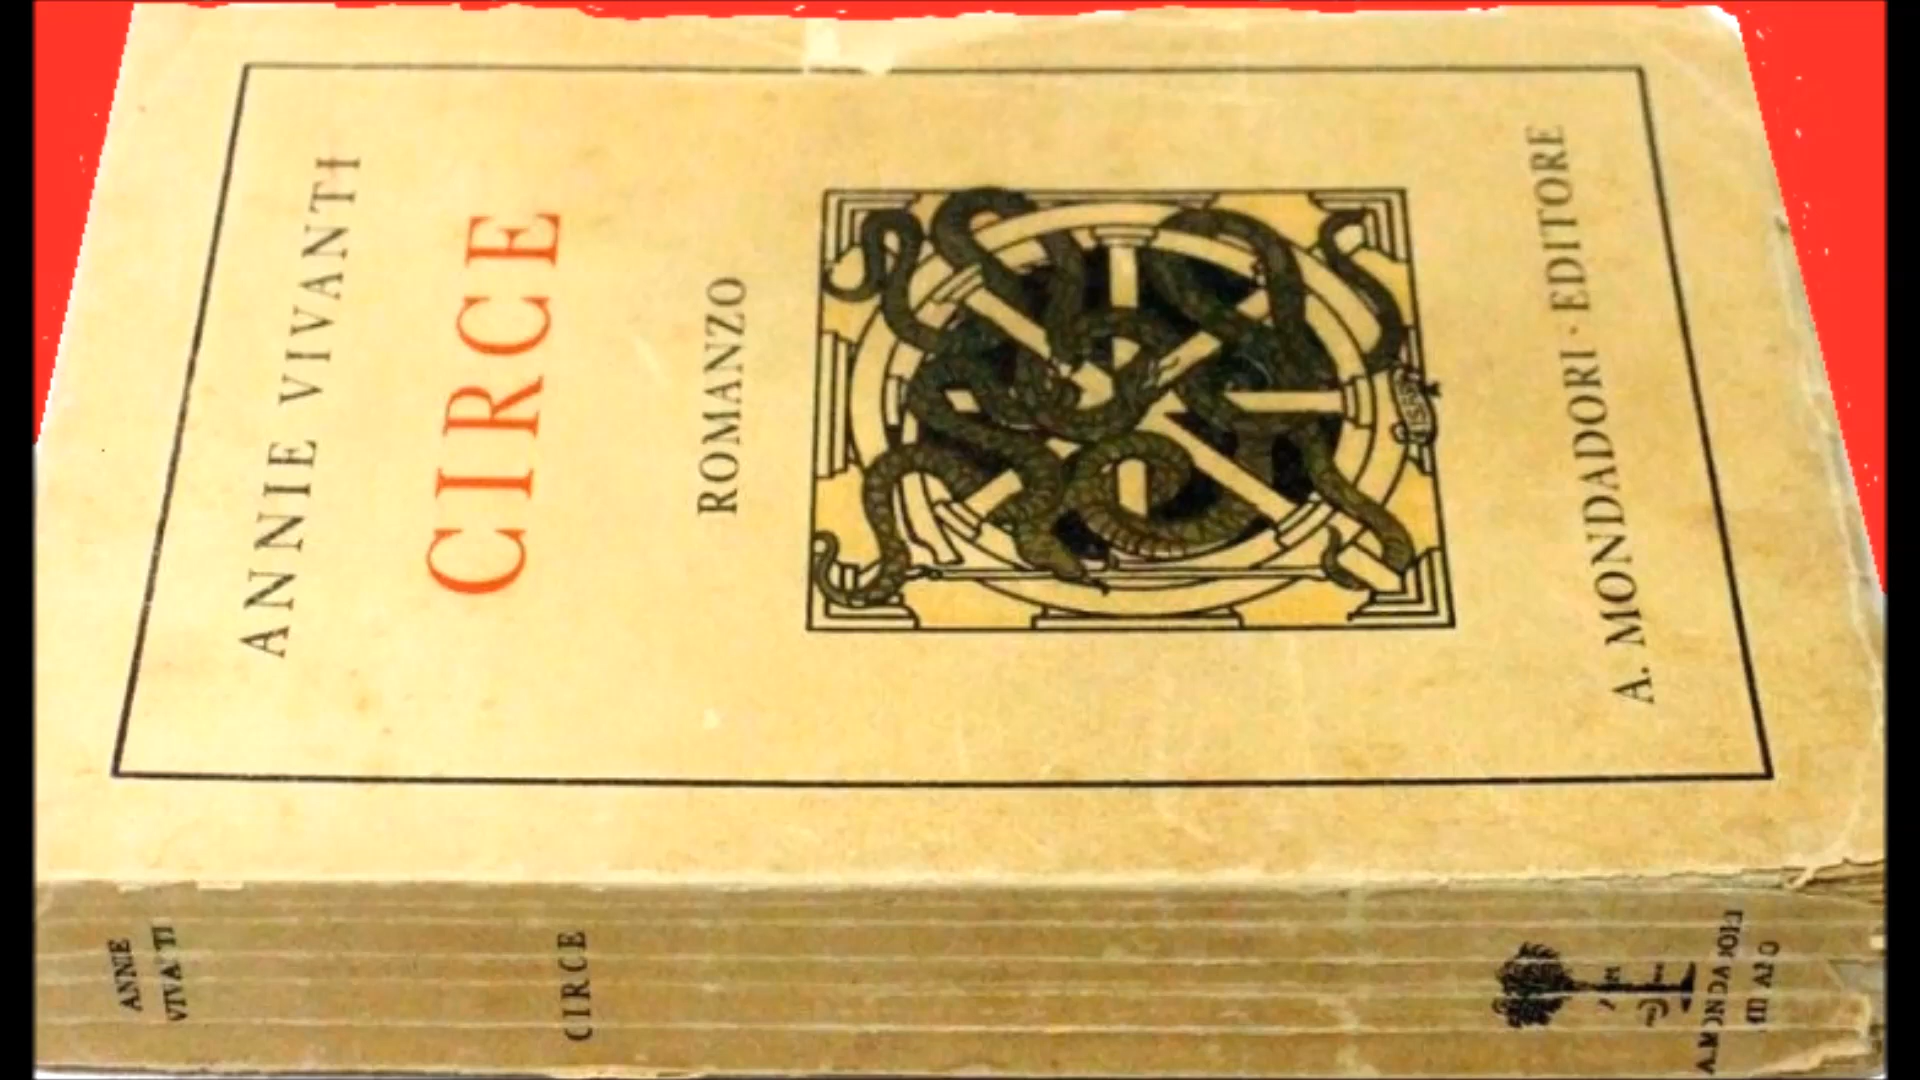 ANNIE VIVANTI
CIRCE
ROMANZO
A. MONDADORI · EDITORE
ANNIE
VIVANTI
CIRCE